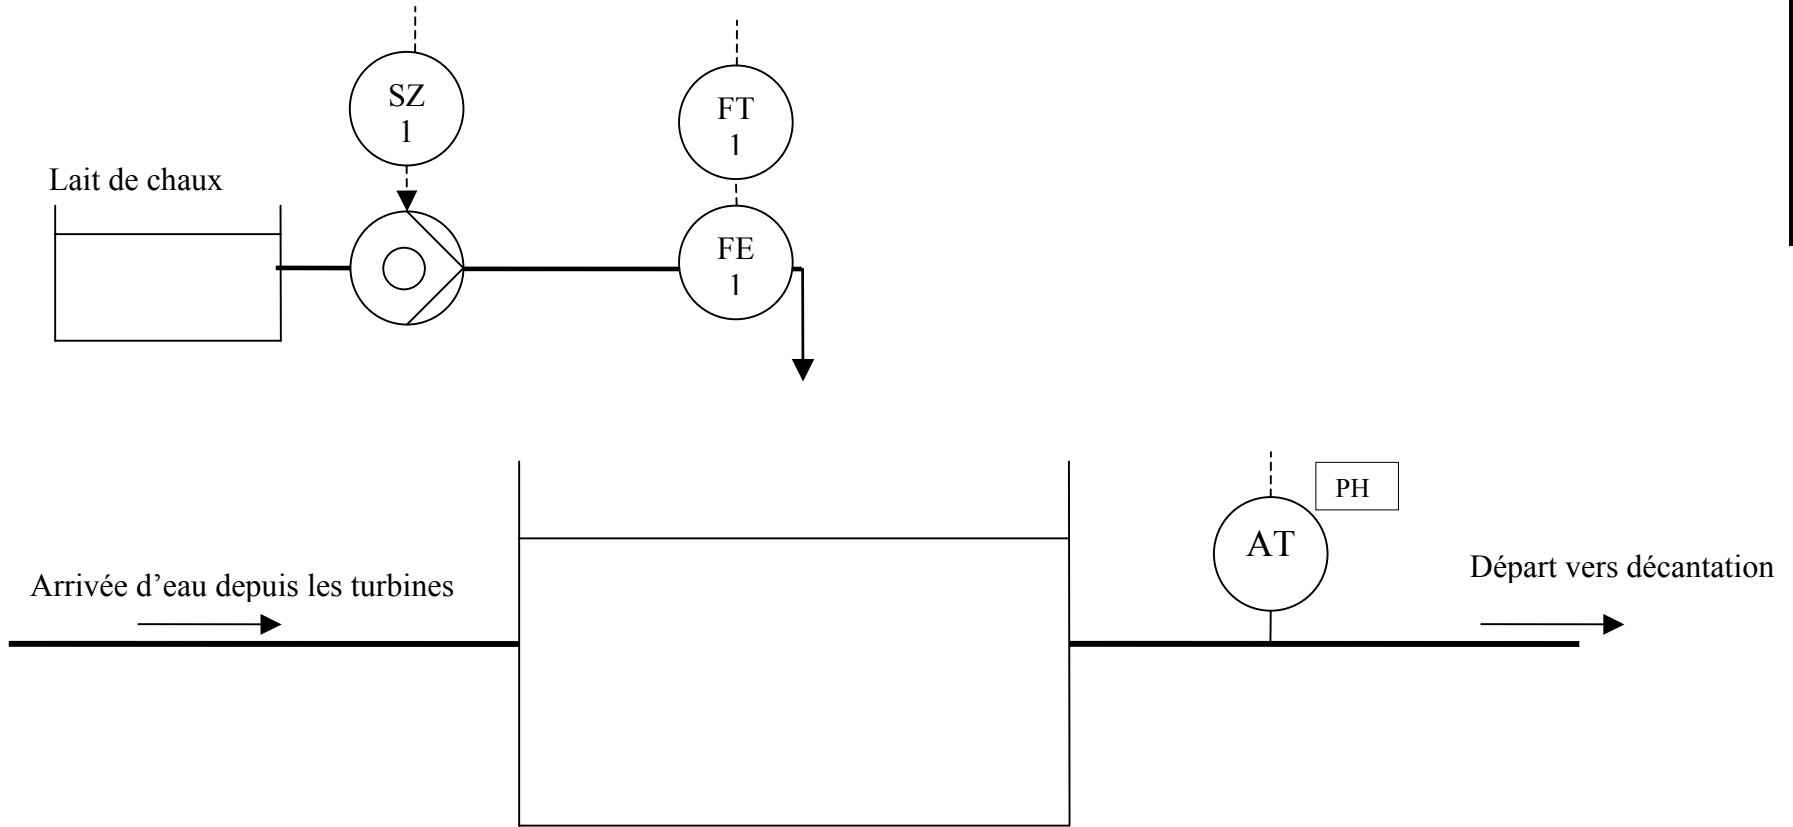 SZ
1
FT
1
Lait de chaux
FE
1
PH
AT
Arrivée d'eau depuis les turbines
Départ vers décantation